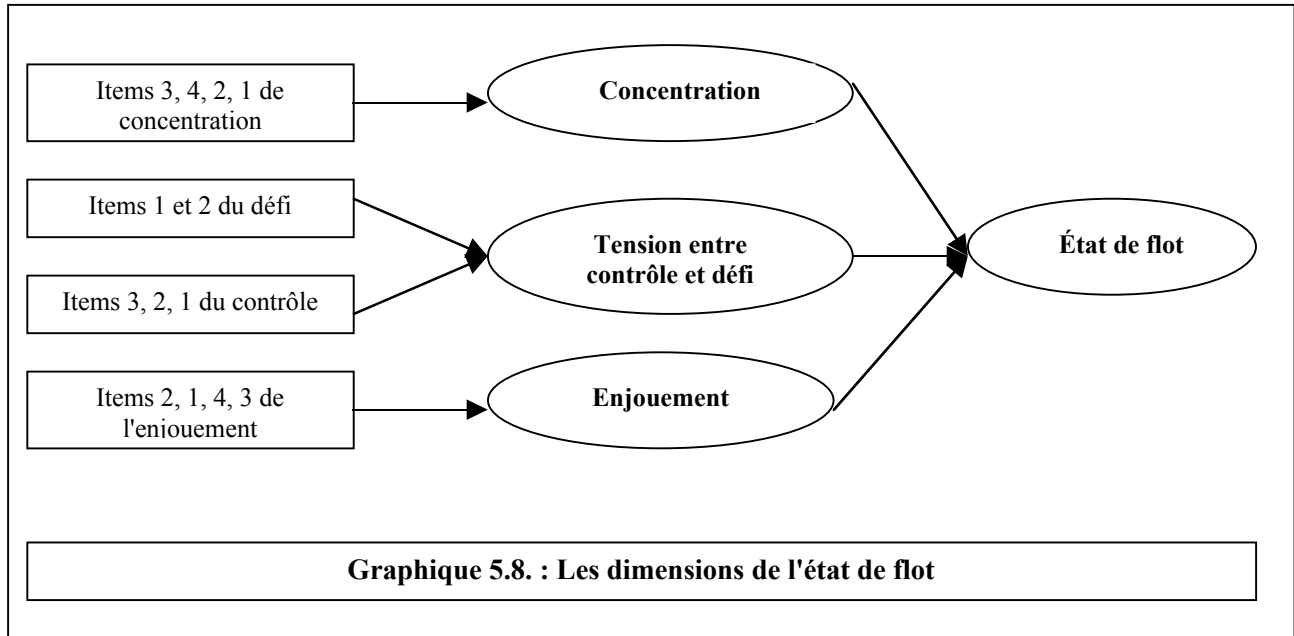 Items 3, 4, 2, 1 de
concentration
Concentration
Items 1 et 2 du défi
Tension entre
contrôle et défi
État de flot
Items 3, 2, 1 du contrôle
Items 2, 1, 4, 3 de
l'enjouement
Enjouement
Graphique 5.8. : Les dimensions de l'état de flot